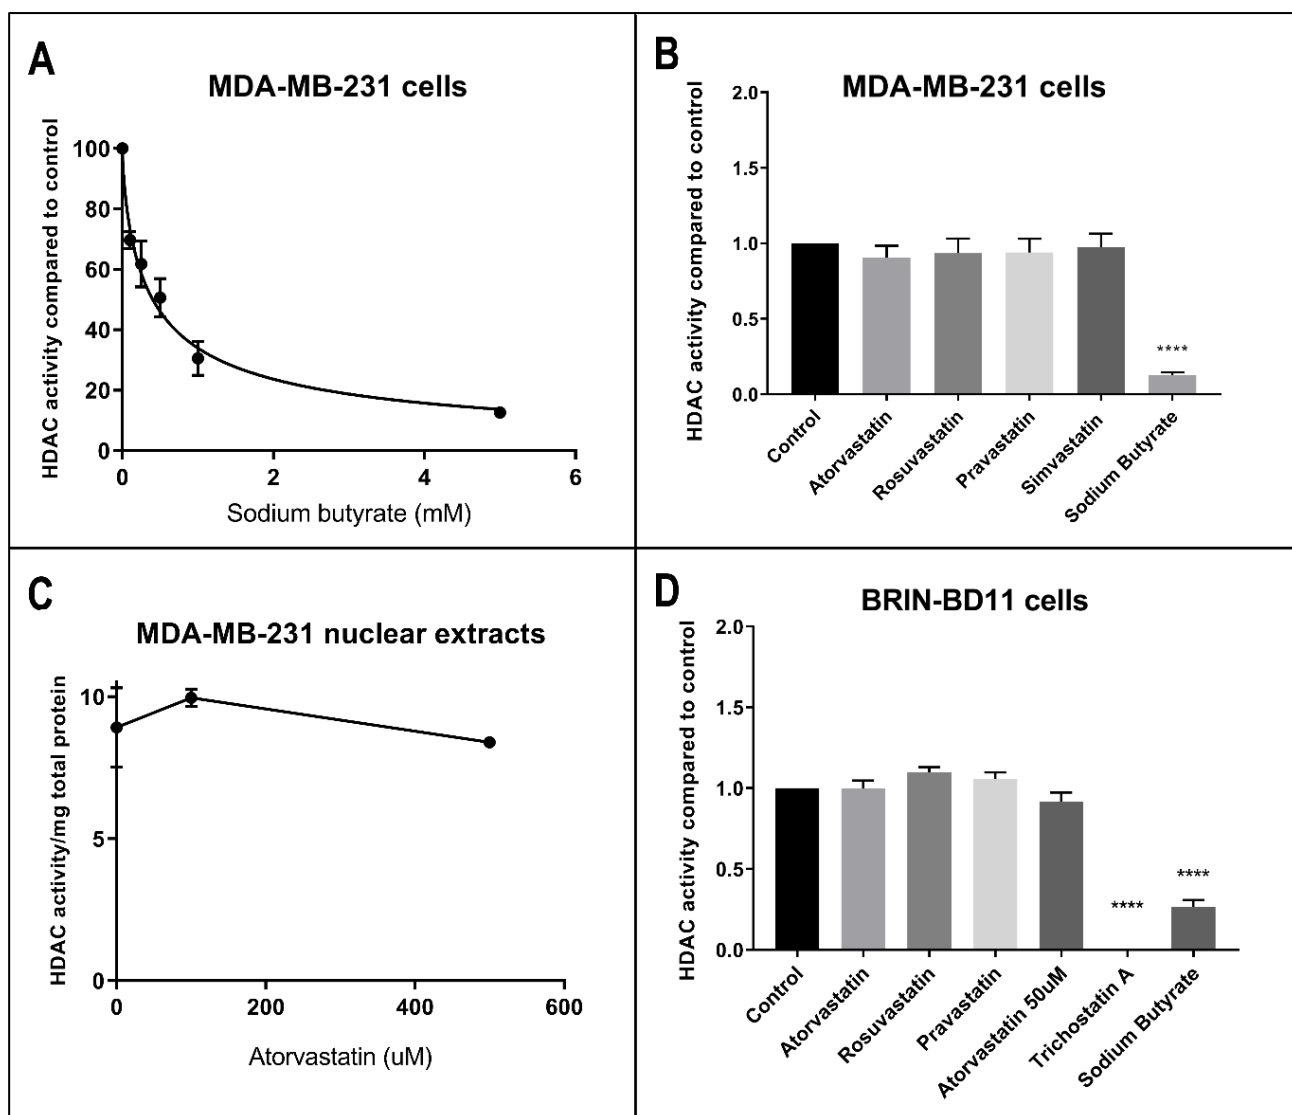 A
MDA-MB-231 cells
HDAC activity compared to control
100
80
60
40
20
0
0
2
4
6
Sodium butyrate (mM)
B
MDA-MB-231 cells
HDAC activity compared to control
2.0
1.5
1.0
0.5
0.0
****
Control
Atorvastatin
Rosuvastatin
Pravastatin
Simvastatin
Sodium Butyrate
C
MDA-MB-231 nuclear extracts
HDAC activity/mg total protein
10
5
0
0
200
400
600
Atorvastatin (uM)
D
BRIN-BD11 cells
HDAC activity compared to control
2.0
1.5
1.0
0.5
0.0
****
****
Control
Atorvastatin
Rosuvastatin
Pravastatin
Atorvastatin 50uM
Trichostatin A
Sodium Butyrate